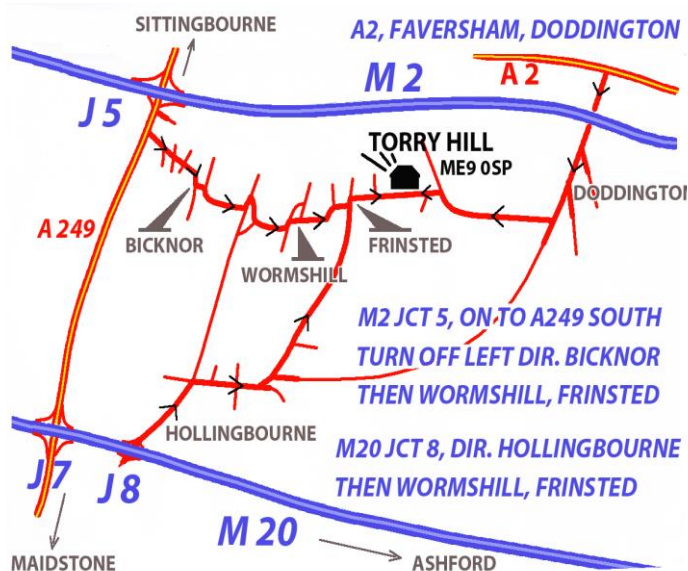 SITTINGBOURNE
A2, FAVERSHAM, DODDINGTON
A 2
M 2
J 5
TORRY HILL
ME9 0SP
DODDINGTON
A 249
BICKNOR
FRINSTED
WORMSHILL
M2 JCT 5, ON TO A249 SOUTH
TURN OFF LEFT DIR. BICKNOR
THEN WORMSHILL, FRINSTED
HOLLINGBOURNE
M20 JCT 8, DIR. HOLLINGBOURNE
THEN WORMSHILL, FRINSTED
J7
J 8
M 20
MAIDSTONE
ASHFORD